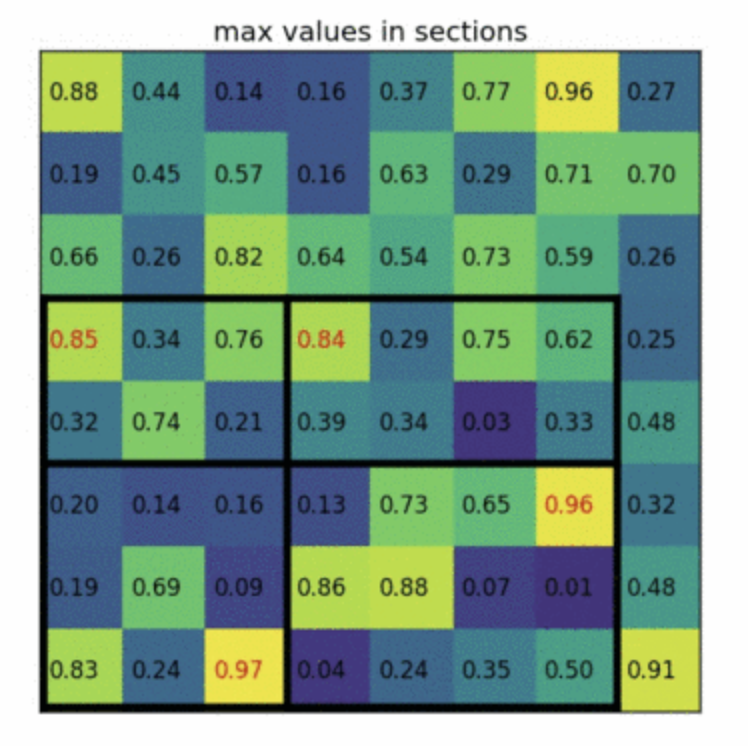 max values in sections
0.88 0.44 0.14 0.16 0.37 0.77 0.96 0.27
0.19 0.45 0.57 0.16 0.63 0.29 0.71 0.70
0.66 0.26 0.82 0.64 0.54 0.73 0.59 0.26
0.85 0.34 0.76 0.84 0.29 0.75 0.62 0.25
0.32 0.74 0.21 0.39 0.34 0.03 0.33 0.48
0.20 0.14 0.16 0.13 0.73 0.65 0.96 0.32
0.19 0.69 0.09 0.86 0.88 0.07 0.01 0.48
0.83 0.24 0.97 0.04 0.24 0.35 0.50 0.91